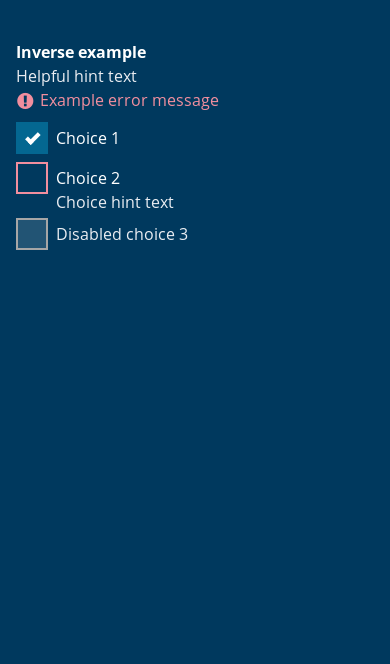 Inverse example
Helpful hint text
Example error message
Choice 1
Choice 2
Choice hint text
Disabled choice 3